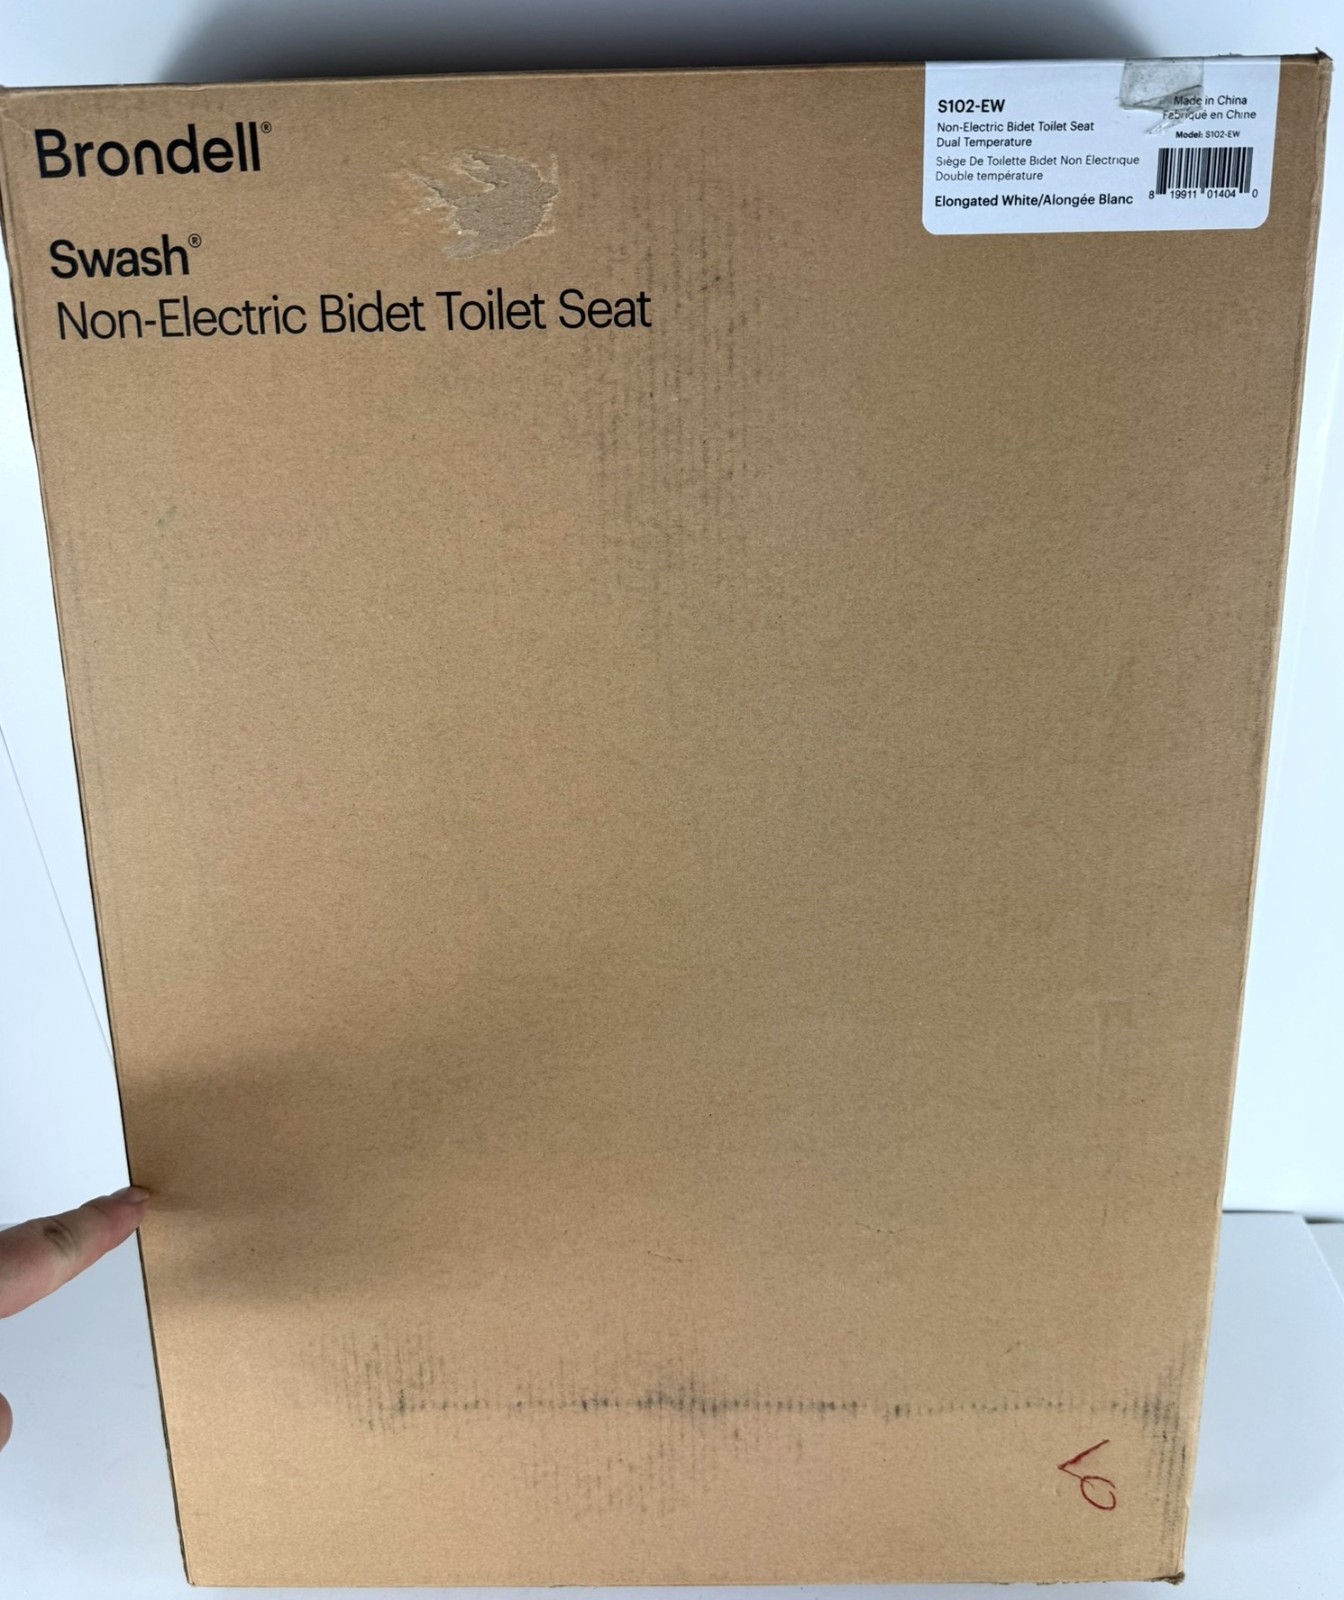 Brondell®
Swash®
Non-Electric Bidet Toilet Seat
S102-EW
Non-Electric Bidet Toilet Seat
Dual Temperature
Siège De Toilette Bidet Non Électrique
Double température
Elongated White/Alongée Blanc
Made in China
Fabriqué en Chine
Model: S102-EW
8 19911 01404 0